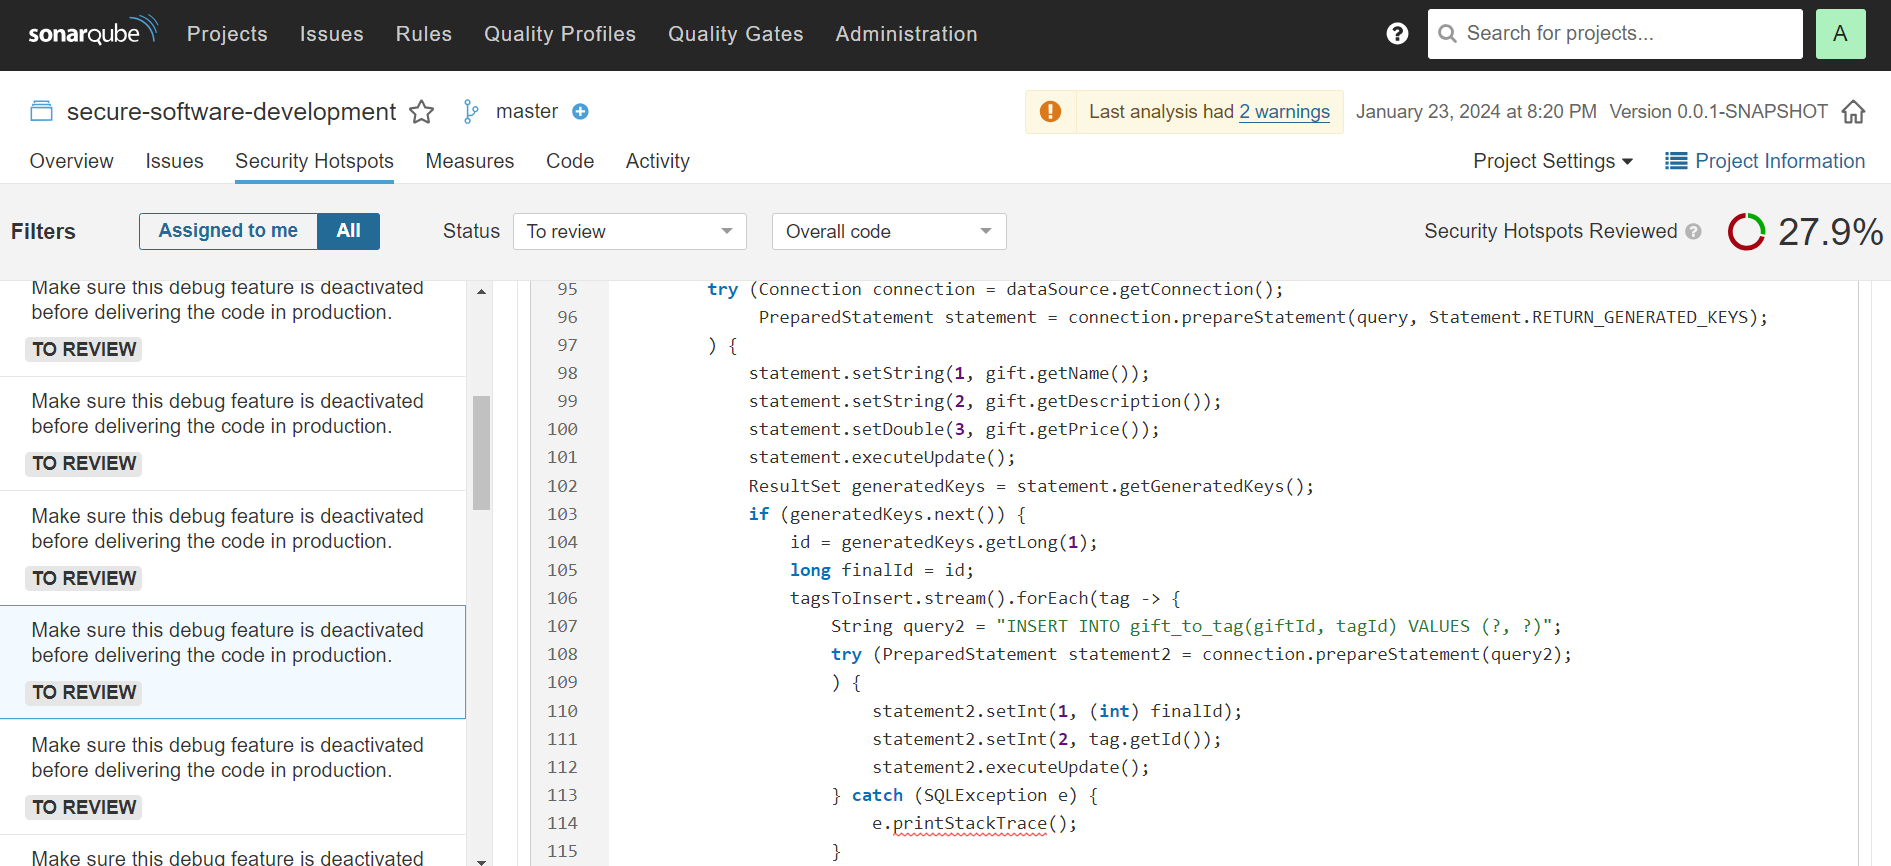 sonarqube Projects Issues Rules Quality Profiles Quality Gates Administration ? Search for projects... A
secure-software-development master Last analysis had 2 warnings January 23, 2024 at 8:20 PM Version 0.0.1-SNAPSHOT
Overview Issues Security Hotspots Measures Code Activity Project Settings Project Information
Filters Assigned to me All Status To review Overall code Security Hotspots Reviewed ? 27.9%
Make sure this debug feature is deactivated
before delivering the code in production.
TO REVIEW
Make sure this debug feature is deactivated
before delivering the code in production.
TO REVIEW
Make sure this debug feature is deactivated
before delivering the code in production.
TO REVIEW
Make sure this debug feature is deactivated
before delivering the code in production.
TO REVIEW
Make sure this debug feature is deactivated
before delivering the code in production.
TO REVIEW
Make sure this debug feature is deactivated
95 try (Connection connection = dataSource.getConnection();
96 PreparedStatement statement = connection.prepareStatement(query, Statement.RETURN_GENERATED_KEYS);
97 ) {
98 statement.setString(1, gift.getName());
99 statement.setString(2, gift.getDescription());
100 statement.setDouble(3, gift.getPrice());
101 statement.executeUpdate();
102 ResultSet generatedKeys = statement.getGeneratedKeys();
103 if (generatedKeys.next()) {
104 id = generatedKeys.getLong(1);
105 long finalId = id;
106 tagsToInsert.stream().forEach(tag -> {
107 String query2 = "INSERT INTO gift_to_tag(giftId, tagId) VALUES (?, ?)";
108 try (PreparedStatement statement2 = connection.prepareStatement(query2);
109 ) {
110 statement2.setInt(1, (int) finalId);
111 statement2.setInt(2, tag.getId());
112 statement2.executeUpdate();
113 } catch (SQLException e) {
114 e.printStackTrace();
115 }